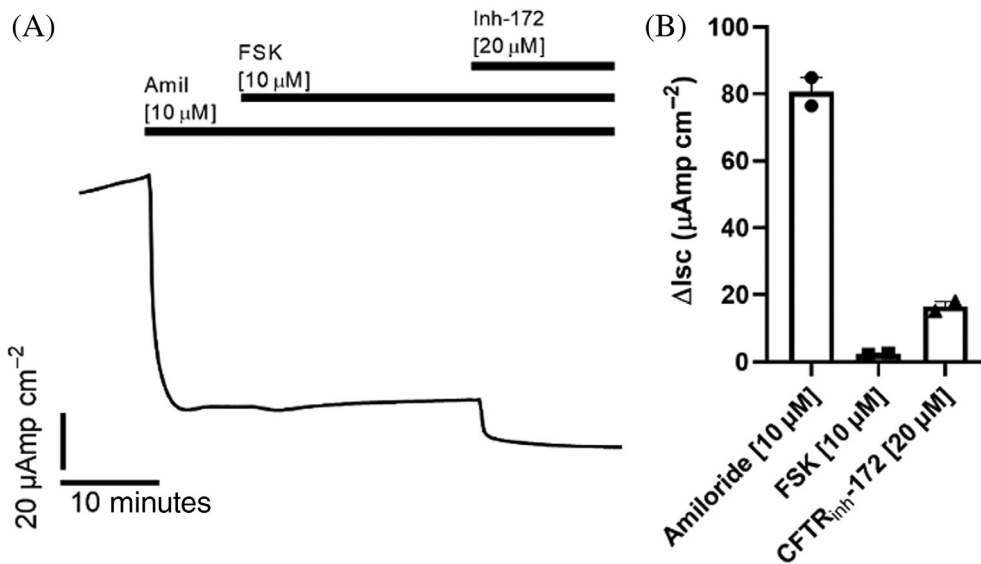 (A)
Inh-172
[20 µM]
FSK
[10 µM]
Amil
[10 µM]
20 µAmp cm−2
10 minutes
(B)
ΔIsc (µAmp cm−2)
100
80
60
40
20
0
Amiloride [10 µM]
FSK [10 µM]
CFTRinh-172 [20 µM]